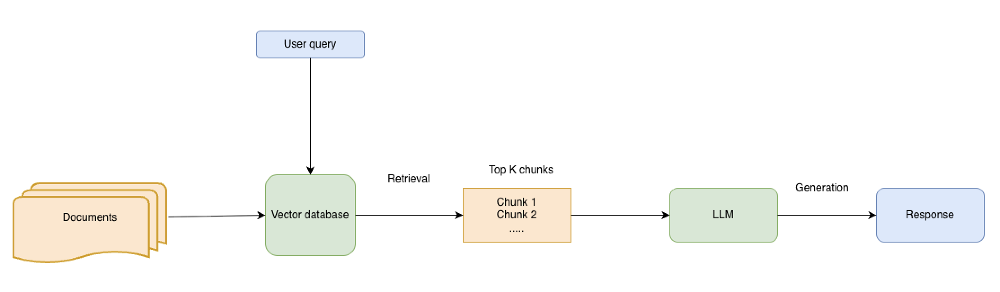 User query
Documents
Vector database
Retrieval
Top K chunks
Chunk 1
Chunk 2
.....
LLM
Generation
Response